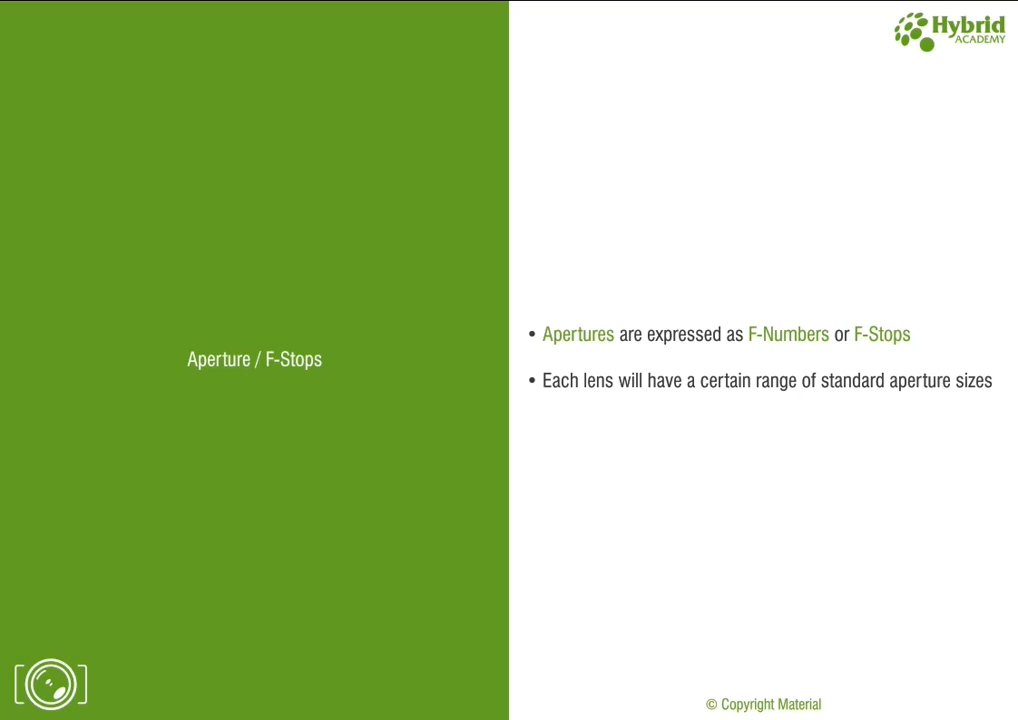 Hybrid
ACADEMY
Aperture / F-Stops
• Apertures are expressed as F-Numbers or F-Stops
• Each lens will have a certain range of standard aperture sizes
© Copyright Material